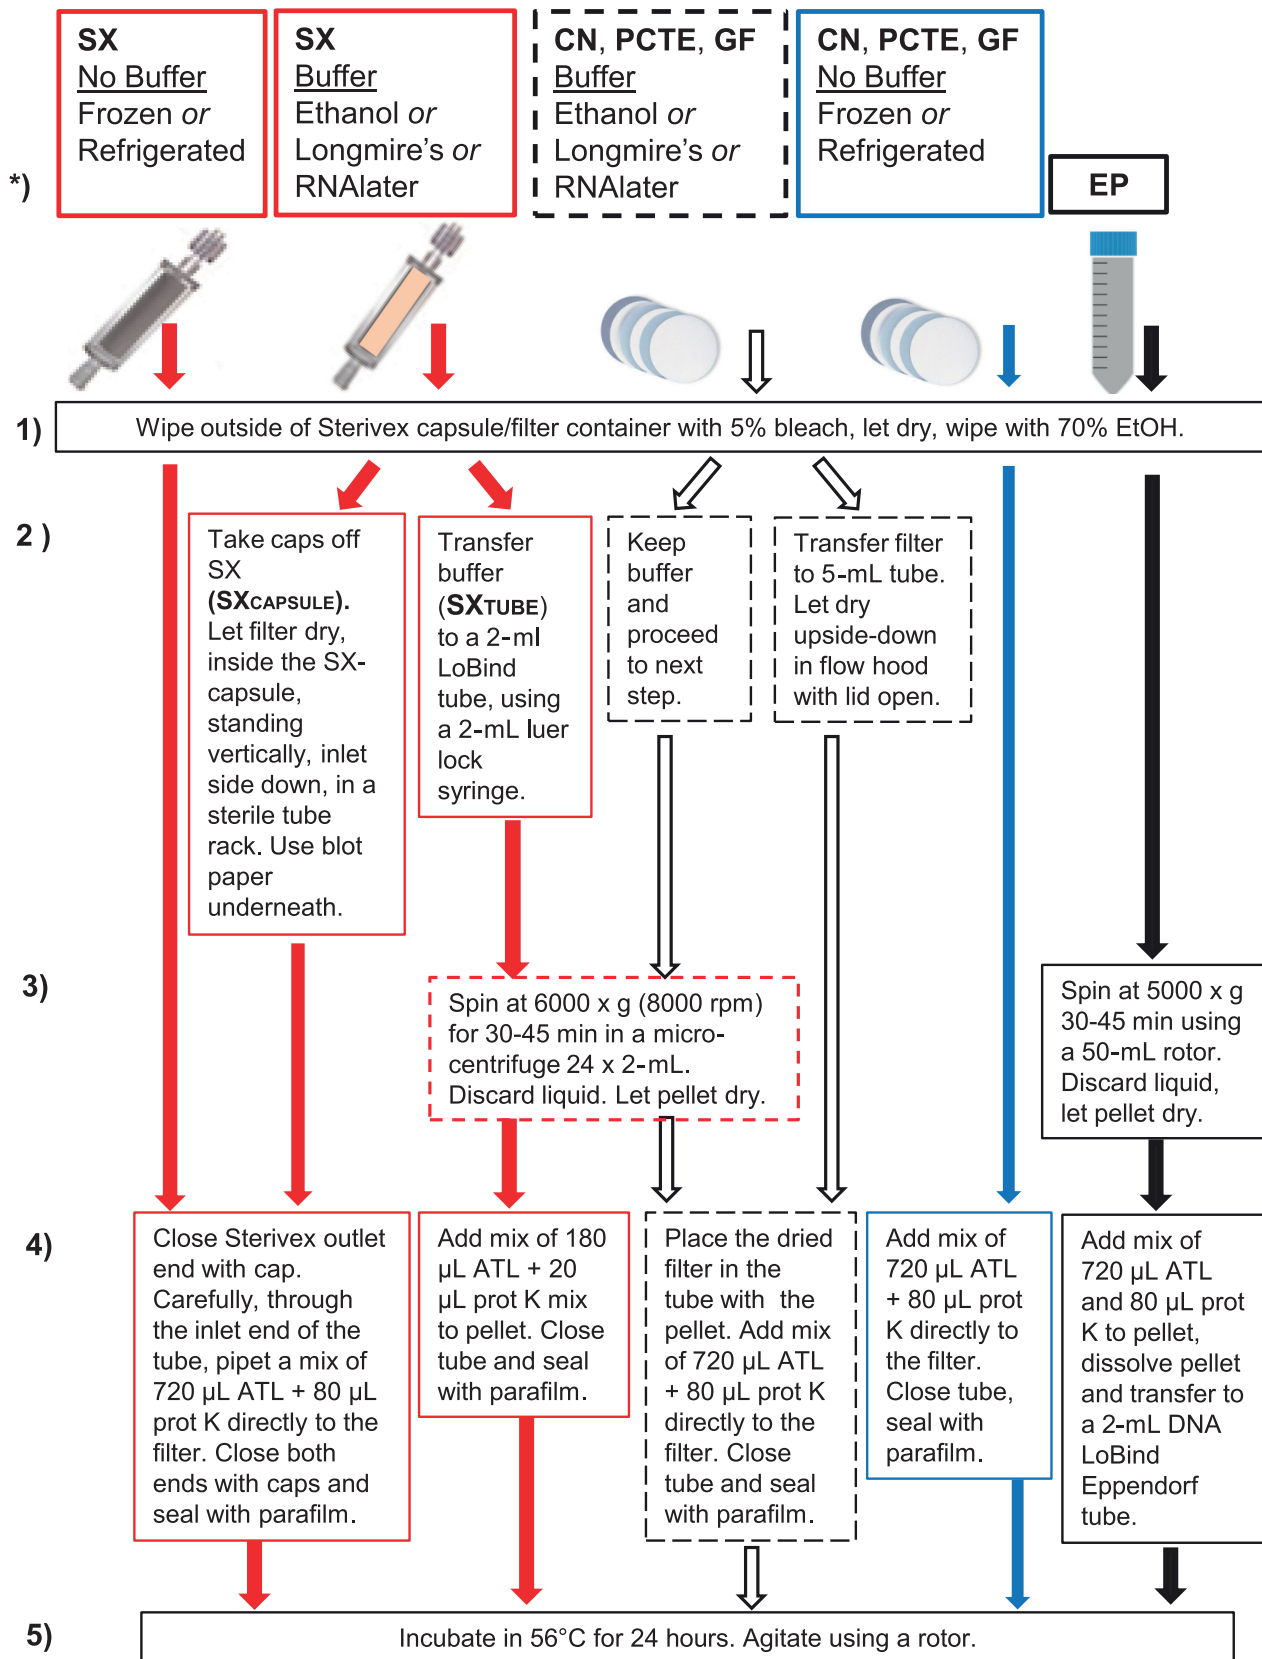 *)
SX
No Buffer
Frozen or
Refrigerated
SX
Buffer
Ethanol or
Longmire's or
RNAlater
CN, PCTE, GF
Buffer
Ethanol or
Longmire's or
RNAlater
CN, PCTE, GF
No Buffer
Frozen or
Refrigerated
EP
1)
Wipe outside of Sterivex capsule/filter container with 5% bleach, let dry, wipe with 70% EtOH.
2 )
Take caps off
SX
(SXCAPSULE).
Let filter dry,
inside the SX-
capsule,
standing
vertically, inlet
side down, in a
sterile tube
rack. Use blot
paper
underneath.
Transfer
buffer
(SXTUBE)
to a 2-ml
LoBind
tube, using
a 2-mL luer
lock
syringe.
Keep
buffer
and
proceed
to next
step.
Transfer filter
to 5-mL tube.
Let dry
upside-down
in flow hood
with lid open.
3)
Spin at 6000 x g (8000 rpm)
for 30-45 min in a micro-
centrifuge 24 x 2-mL.
Discard liquid. Let pellet dry.
Spin at 5000 x g
30-45 min using
a 50-mL rotor.
Discard liquid,
let pellet dry.
4)
Close Sterivex outlet
end with cap.
Carefully, through
the inlet end of the
tube, pipet a mix of
720 µL ATL + 80 µL
prot K directly to the
filter. Close both
ends with caps and
seal with parafilm.
Add mix of 180
µL ATL + 20
µL prot K mix
to pellet. Close
tube and seal
with parafilm.
Place the dried
filter in the
tube with the
pellet. Add mix
of 720 µL ATL
+ 80 µL prot K
directly to the
filter. Close
tube and seal
with parafilm.
Add mix of
720 µL ATL
+ 80 µL prot
K directly to
the filter.
Close tube,
seal with
parafilm.
Add mix of
720 µL ATL
and 80 µL prot
K to pellet,
dissolve pellet
and transfer to
a 2-mL DNA
LoBind
Eppendorf
tube.
5)
Incubate in 56°C for 24 hours. Agitate using a rotor.